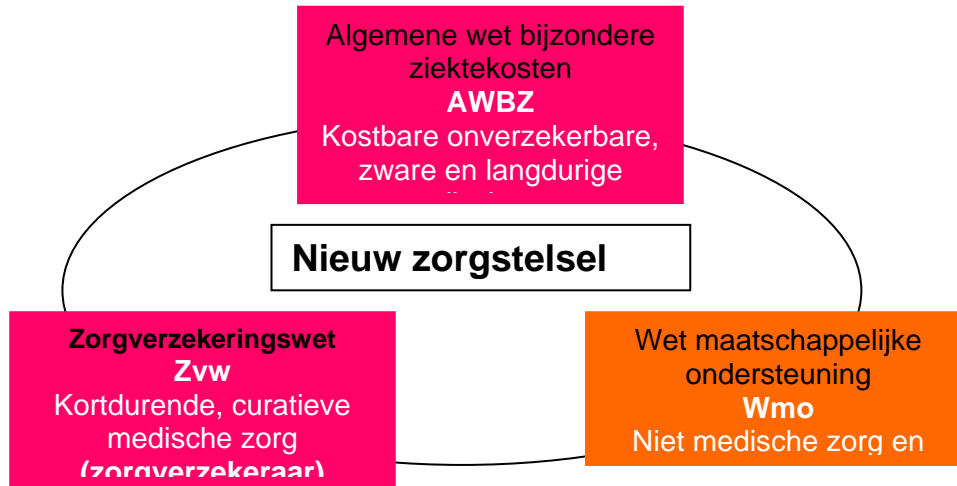 Algemene wet bijzondere
ziektekosten
AWBZ
Kostbare onverzekerbare,
zware en langdurige
Nieuw zorgstelsel
Zorgverzekeringswet
Zvw
Kortdurende, curatieve
medische zorg
(zorgverzekeraar)
Wet maatschappelijke
ondersteuning
Wmo
Niet medische zorg en